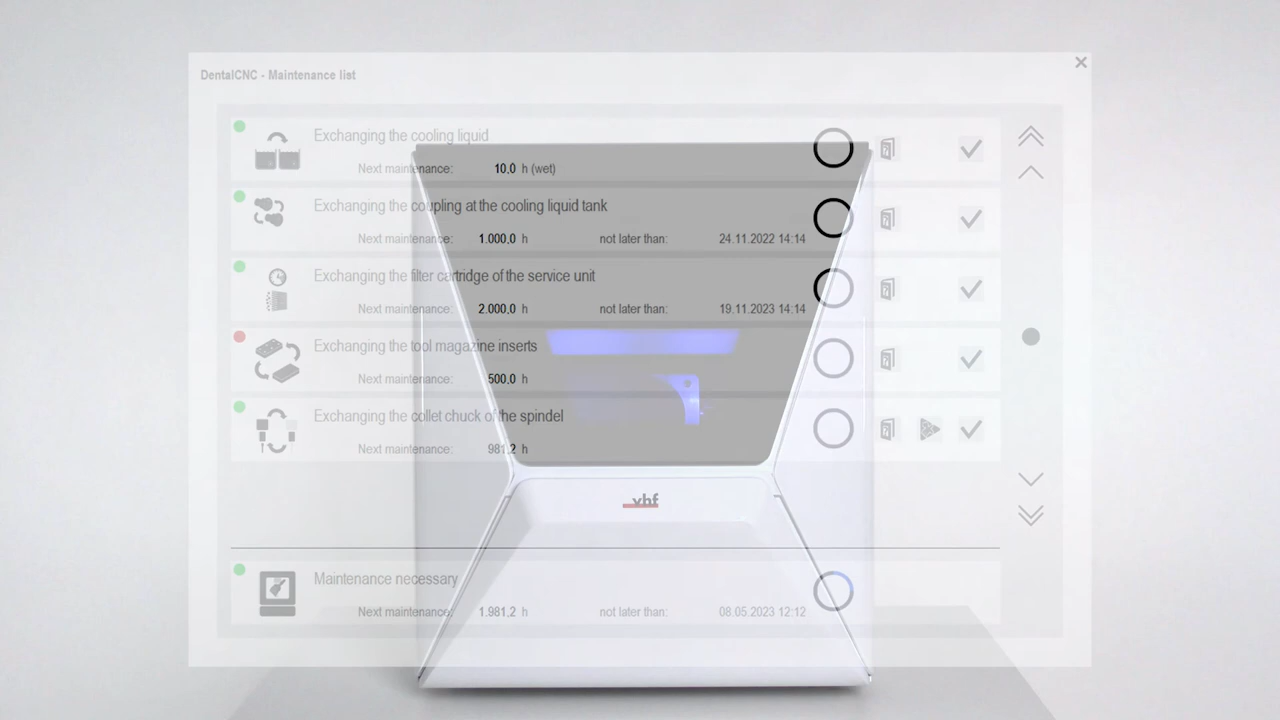 DentalCNC - Maintenance list
Exchanging the cooling liquid
Next maintenance: 10.0 h (wet)
Exchanging the coupling at the cooling liquid tank
Next maintenance: 1.000,0 h not later than: 24.11.2022 14:14
Exchanging the filter cartridge of the service unit
Next maintenance: 2.000,0 h not later than: 19.11.2023 14:14
Exchanging the tool magazine inserts
Next maintenance: 500,0 h
Exchanging the collet chuck of the spindel
Next maintenance: 981,2 h
vhf
Maintenance necessary
Next maintenance: 1.981,2 h not later than: 08.05.2023 12:12